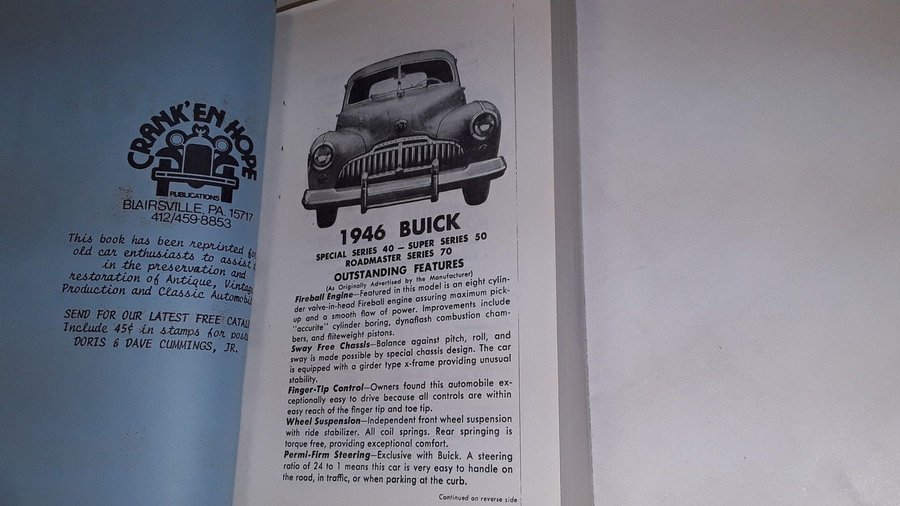 CRANK'EN HOPE
PUBLICATIONS
BLAIRSVILLE, PA. 15717
412/459-8853
This book has been reprinted
old car enthusiasts to assist
in the preservation and
restoration of Antique,
Production and Classic
SEND FOR OUR LATEST FREE
Include 45¢ in stamps for
DORIS & DAVE CUMMINGS, JR.
1946 BUICK
SPECIAL SERIES 40 – SUPER SERIES 50
ROADMASTER SERIES 70
OUTSTANDING FEATURES
(As Originally Advertised by the Manufacturer)
Fireball Engine—Featured in this model is an eight cylin-
der valve-in-head Fireball engine assuring maximum pick-
up and a smooth flow of power. Improvements include
"accurite" cylinder boring, dynaflash combustion cham-
bers, and fliteweight pistons.
Sway Free Chassis—Balance against pitch, roll, and
sway is made possible by special chassis design. The car
is equipped with a girder type x-frame providing unusual
stability.
Finger-Tip Control—Owners found this automobile ex-
ceptionally easy to drive because all controls are within
easy reach of the finger tip and toe tip.
Wheel Suspension—Independent front wheel suspension
with ride stabilizer. All coil springs. Rear springing is
torque free, providing exceptional comfort.
Permi-Firm Steering—Exclusive with Buick. A steering
ratio of 24 to 1 means this car is very easy to handle on
the road, in traffic, or when parking at the curb.
Continued on reverse side